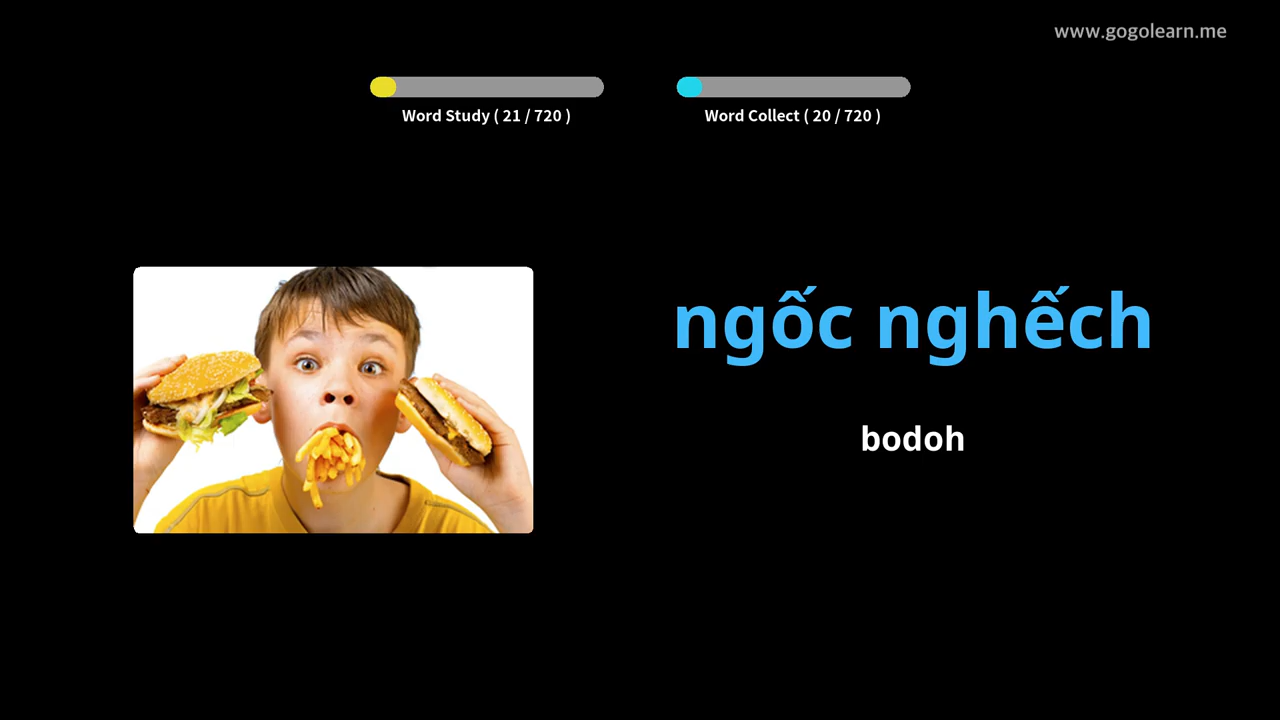 www.gogolearn.me
Word Study ( 21 / 720 )
Word Collect ( 20 / 720 )
ngốc nghếch
bodoh